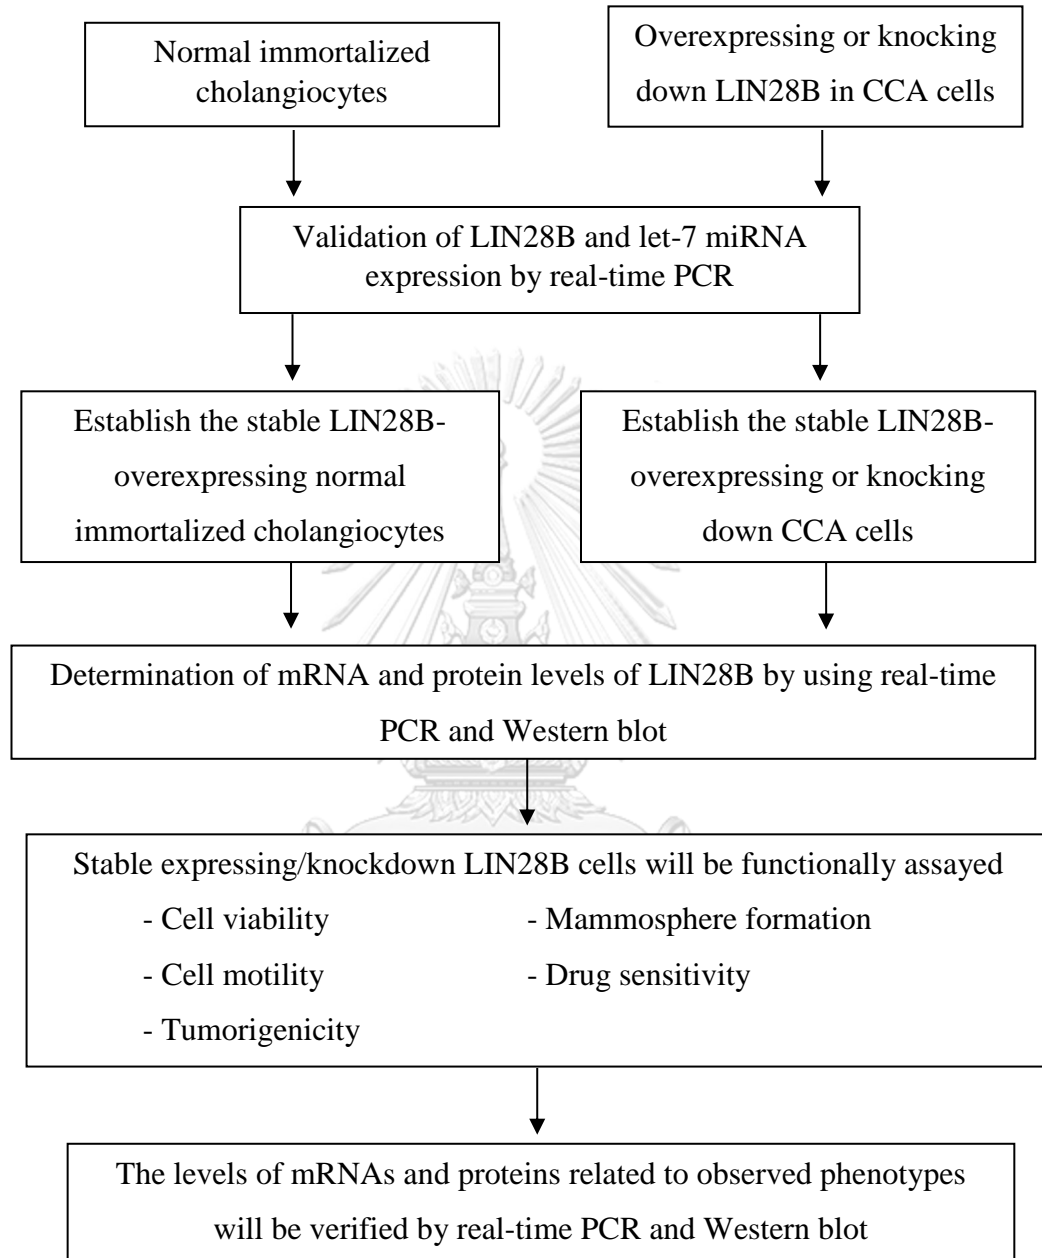 Normal immortalized
cholangiocytes
Overexpressing or knocking
down LIN28B in CCA cells
Validation of LIN28B and let-7 miRNA
expression by real-time PCR
Establish the stable LIN28B-
overexpressing normal
immortalized cholangiocytes
Establish the stable LIN28B-
overexpressing or knocking
down CCA cells
Determination of mRNA and protein levels of LIN28B by using real-time
PCR and Western blot
Stable expressing/knockdown LIN28B cells will be functionally assayed
- Cell viability
- Mammosphere formation
- Cell motility
- Drug sensitivity
- Tumorigenicity
The levels of mRNAs and proteins related to observed phenotypes
will be verified by real-time PCR and Western blot